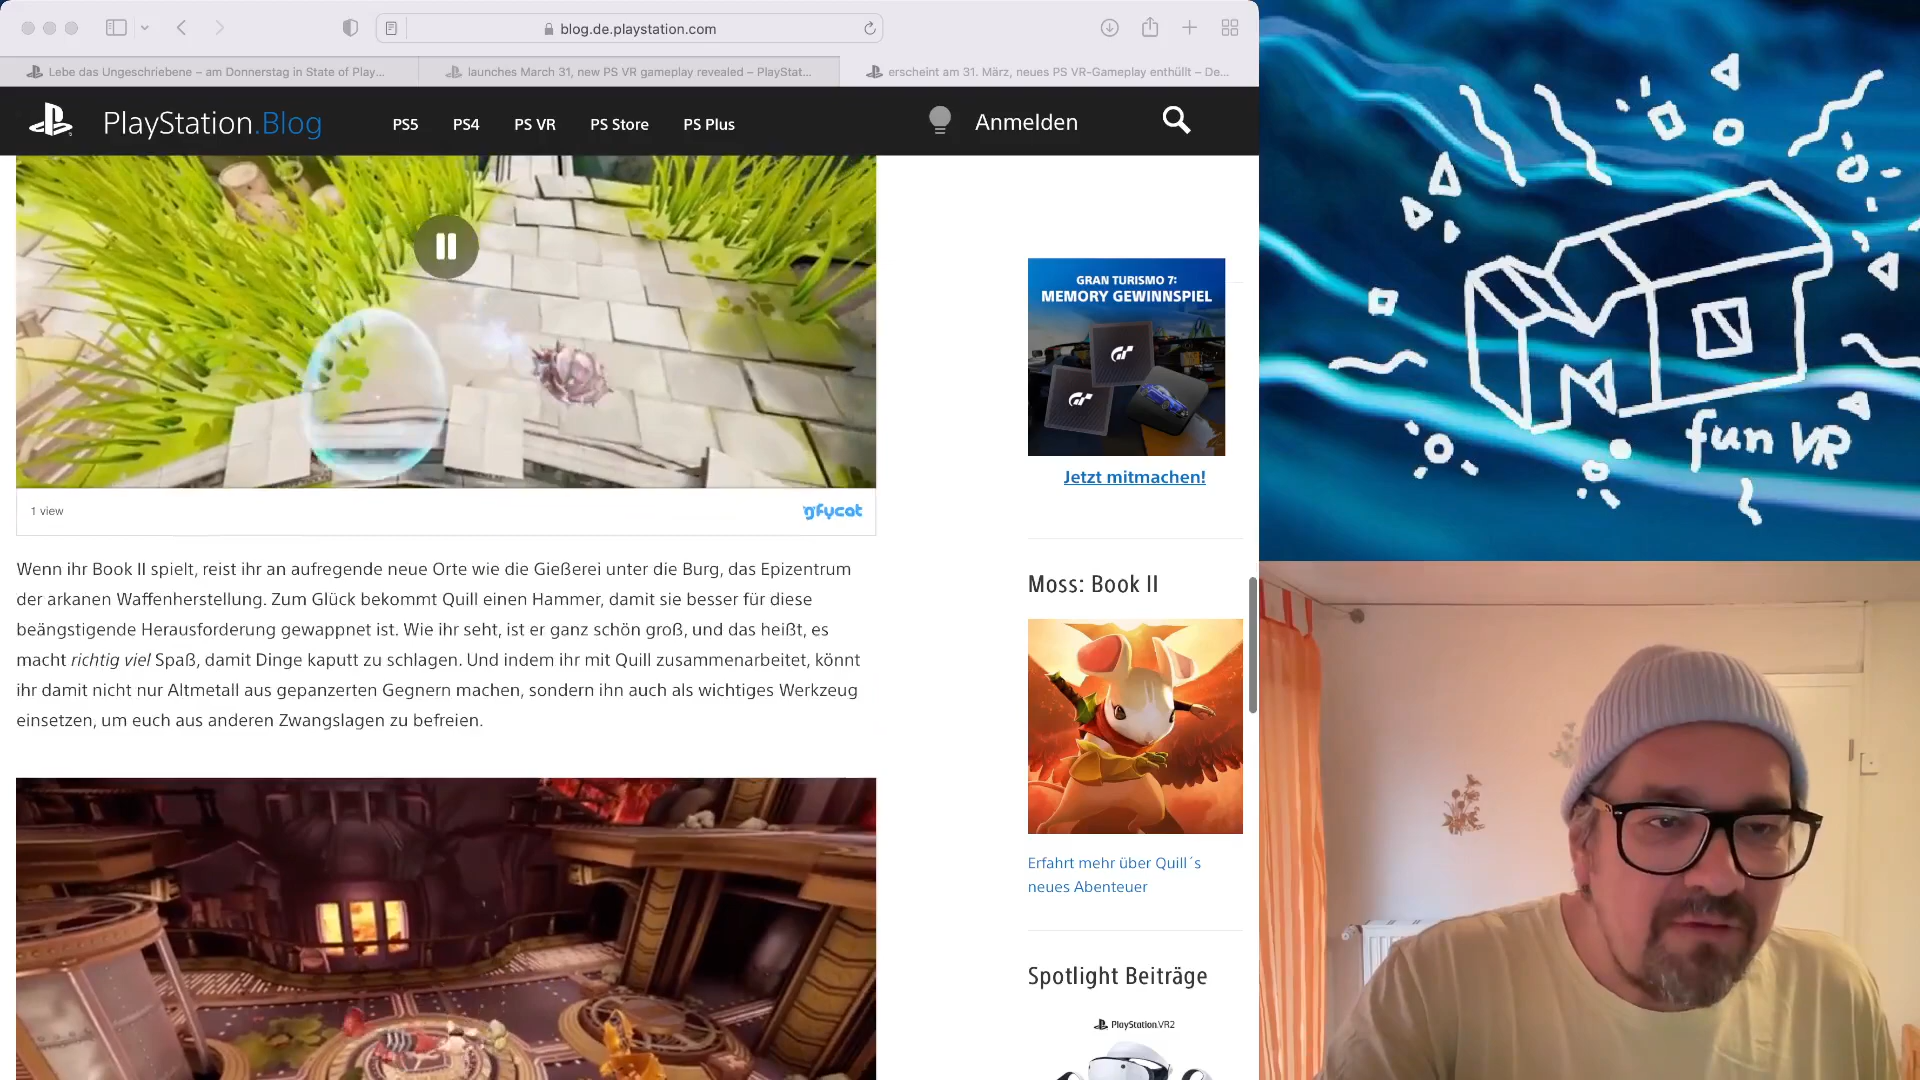 blog.de.playstation.com
Lebe das Ungeschriebene – am Donnerstag in State of Play...
launches March 31, new PS VR gameplay revealed – PlayStat...
erscheint am 31. März, neues PS VR-Gameplay enthüllt – De...
PlayStation.Blog
PS5
PS4
PS VR
PS Store
PS Plus
Anmelden
GRAN TURISMO 7:
MEMORY GEWINNSPIEL
GT
GT
Jetzt mitmachen!
fun VR
1 view
gfycat
Wenn ihr Book II spielt, reist ihr an aufregende neue Orte wie die Gießerei unter die Burg, das Epizentrum
der arkanen Waffenherstellung. Zum Glück bekommt Quill einen Hammer, damit sie besser für diese
beängstigende Herausforderung gewappnet ist. Wie ihr seht, ist er ganz schön groß, und das heißt, es
macht richtig viel Spaß, damit Dinge kaputt zu schlagen. Und indem ihr mit Quill zusammenarbeitet, könnt
ihr damit nicht nur Altmetall aus gepanzerten Gegnern machen, sondern ihn auch als wichtiges Werkzeug
einsetzen, um euch aus anderen Zwangslagen zu befreien.
Moss: Book II
Erfahrt mehr über Quill´s
neues Abenteuer
Spotlight Beiträge
PlayStation.VR2